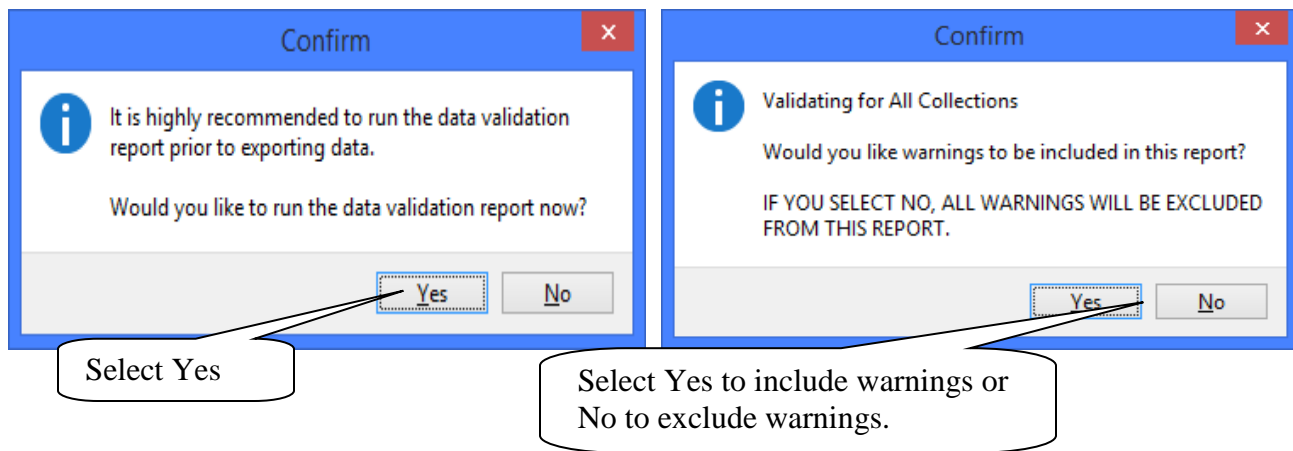 Confirm
It is highly recommended to run the data validation
report prior to exporting data.
Would you like to run the data validation report now?
Yes
No
Select Yes
Confirm
Validating for All Collections
Would you like warnings to be included in this report?
IF YOU SELECT NO, ALL WARNINGS WILL BE EXCLUDED
FROM THIS REPORT.
Yes
No
Select Yes to include warnings or
No to exclude warnings.